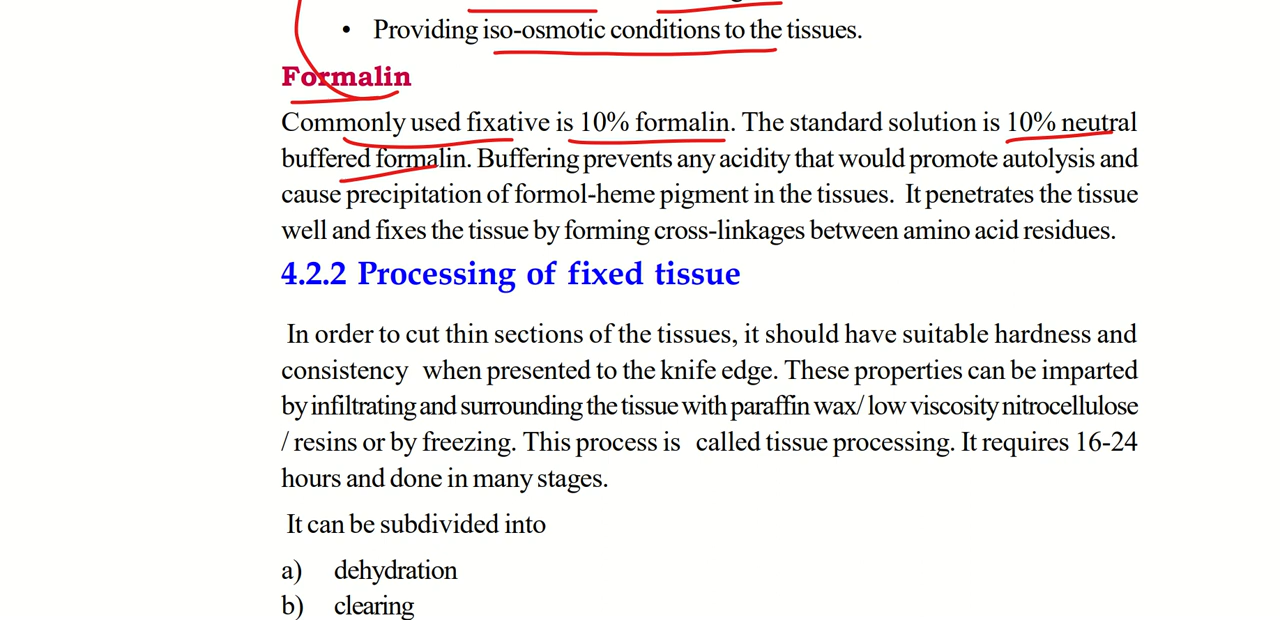 • Providing iso-osmotic conditions to the tissues.
Formalin
Commonly used fixative is 10% formalin. The standard solution is 10% neutral
buffered formalin. Buffering prevents any acidity that would promote autolysis and
cause precipitation of formol-heme pigment in the tissues. It penetrates the tissue
well and fixes the tissue by forming cross-linkages between amino acid residues.
4.2.2 Processing of fixed tissue
In order to cut thin sections of the tissues, it should have suitable hardness and
consistency when presented to the knife edge. These properties can be imparted
by infiltrating and surrounding the tissue with paraffin wax/ low viscosity nitrocellulose
/ resins or by freezing. This process is called tissue processing. It requires 16-24
hours and done in many stages.
It can be subdivided into
a) dehydration
b) clearing